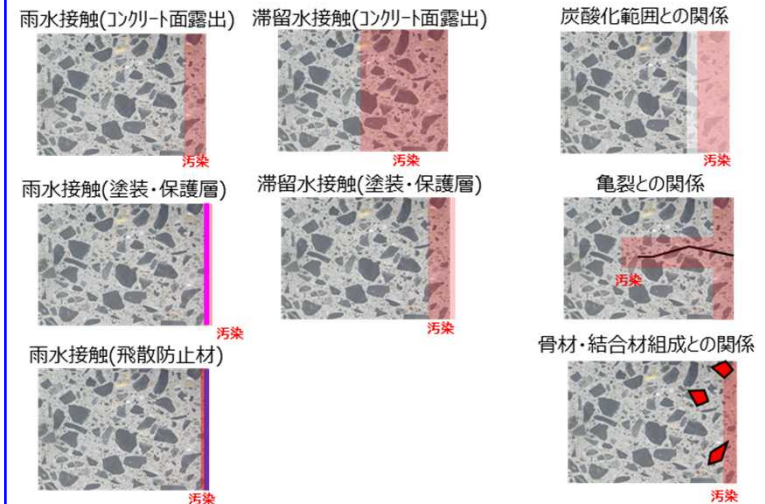 雨水接触(コンクリート面露出)
滞留水接触(コンクリート面露出)
炭酸化範囲との関係
汚染
汚染
汚染
雨水接触(塗装・保護層)
滞留水接触(塗装・保護層)
亀裂との関係
汚染
汚染
汚染
雨水接触(飛散防止材)
骨材・結合材組成との関係
汚染
汚染